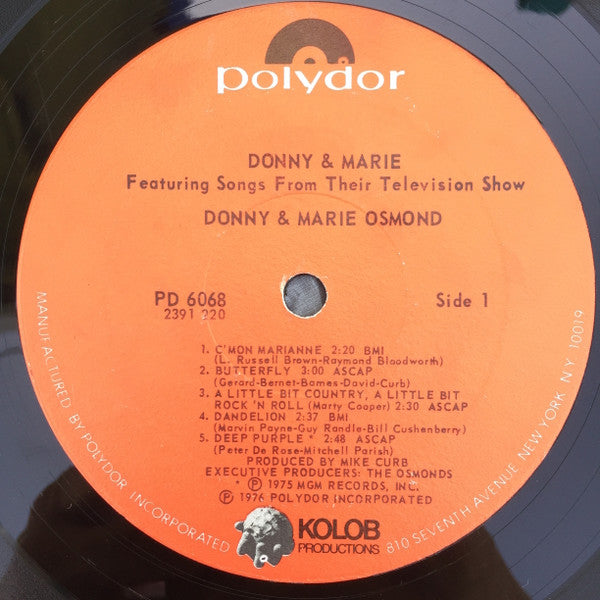 polydor
DONNY & MARIE
Featuring Songs From Their Television Show
DONNY & MARIE OSMOND
PD 6068
2391 220
Side 1
1. C'MON MARIANNE 2:20 BMI
(L. Russell Brown-Raymond Bloodworth)
2. BUTTERFLY 3:00 ASCAP
(Gerard-Bernet-Barnes-David-Curb)
3. A LITTLE BIT COUNTRY, A LITTLE BIT
ROCK 'N ROLL (Marty Cooper) 2:30 ASCAP
4. DANDELION 2:37 BMI
(Marvin Payne-Guy Randle-Bill Cushenberry)
5. DEEP PURPLE * 2:48 ASCAP
(Peter De Rose-Mitchell Parish)
PRODUCED BY MIKE CURB
EXECUTIVE PRODUCERS: THE OSMONDS
* ℗ 1975 MGM RECORDS, INC.
℗ 1976 POLYDOR INCORPORATED
KOLOB
PRODUCTIONS
MANUFACTURED BY POLYDOR INCORPORATED
810 SEVENTH AVENUE NEW YORK N Y 10019